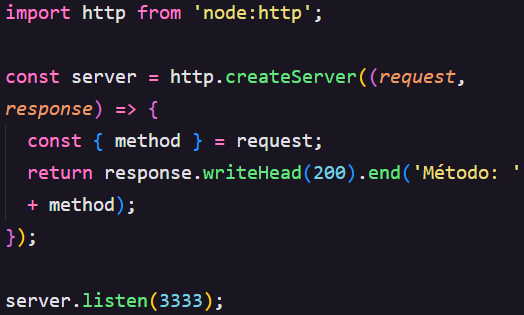 import http from 'node:http';
const server = http.createServer((request,
response) => {
const { method } = request;
return response.writeHead(200).end('Método: '
+ method);
});
server.listen(3333);